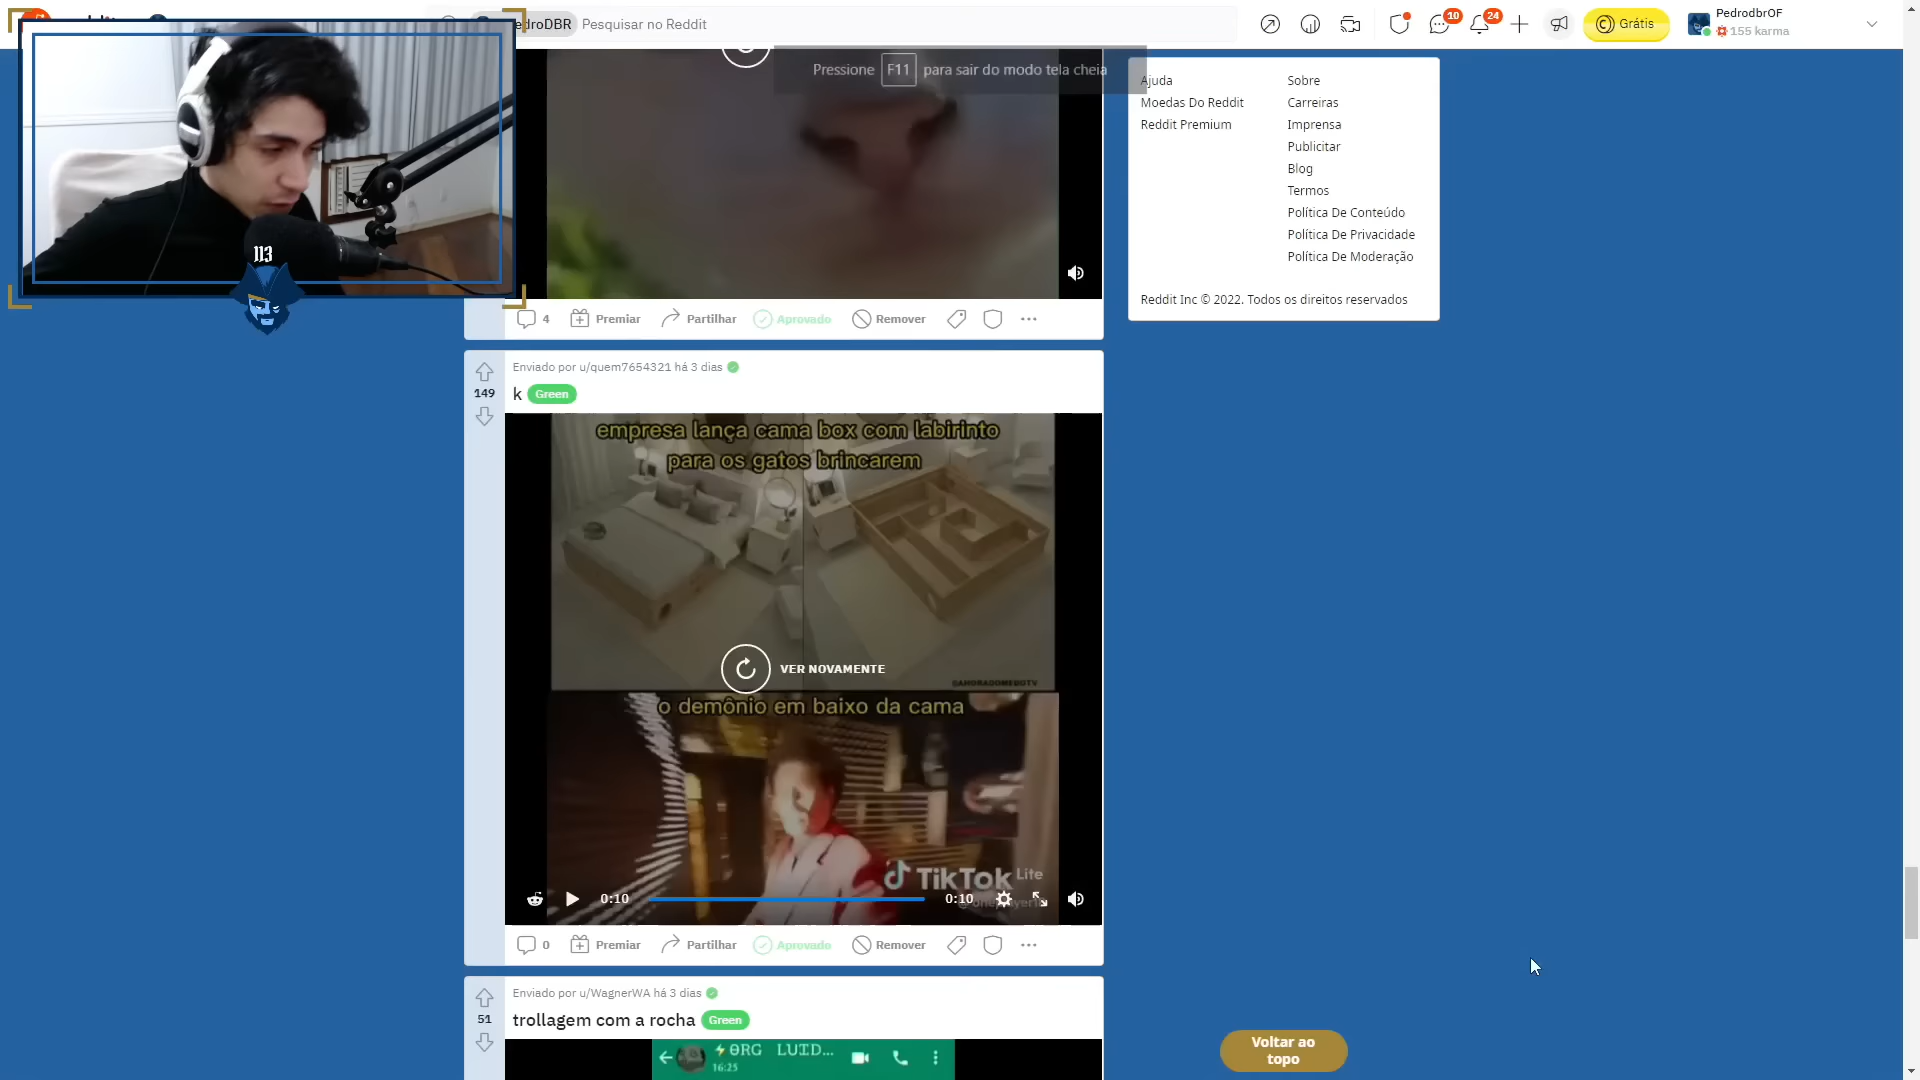 edroDBR Pesquisar no Reddit
10
24
Grátis
PedrodbrOF
155 karma
Pressione F11 para sair do modo tela cheia
Ajuda
Moedas Do Reddit
Reddit Premium
Sobre
Carreiras
Imprensa
Publicitar
Blog
Termos
Política De Conteúdo
Política De Privacidade
Política De Moderação
Reddit Inc © 2022. Todos os direitos reservados
113
4 Premiar Partilhar Aprovado Remover
Enviado por u/quem7654321 há 3 dias
149
k Green
empresa lança cama box com labirinto
para os gatos brincarem
VER NOVAMENTE
@AHORADOMEDOTV
o demônio em baixo da cama
TikTok Lite
0:10 0:10
0 Premiar Partilhar Aprovado Remover
Enviado por u/WagnerWA há 3 dias
51
trollagem com a rocha Green
⚡ΘRG LUID...
16:25
Voltar ao
topo